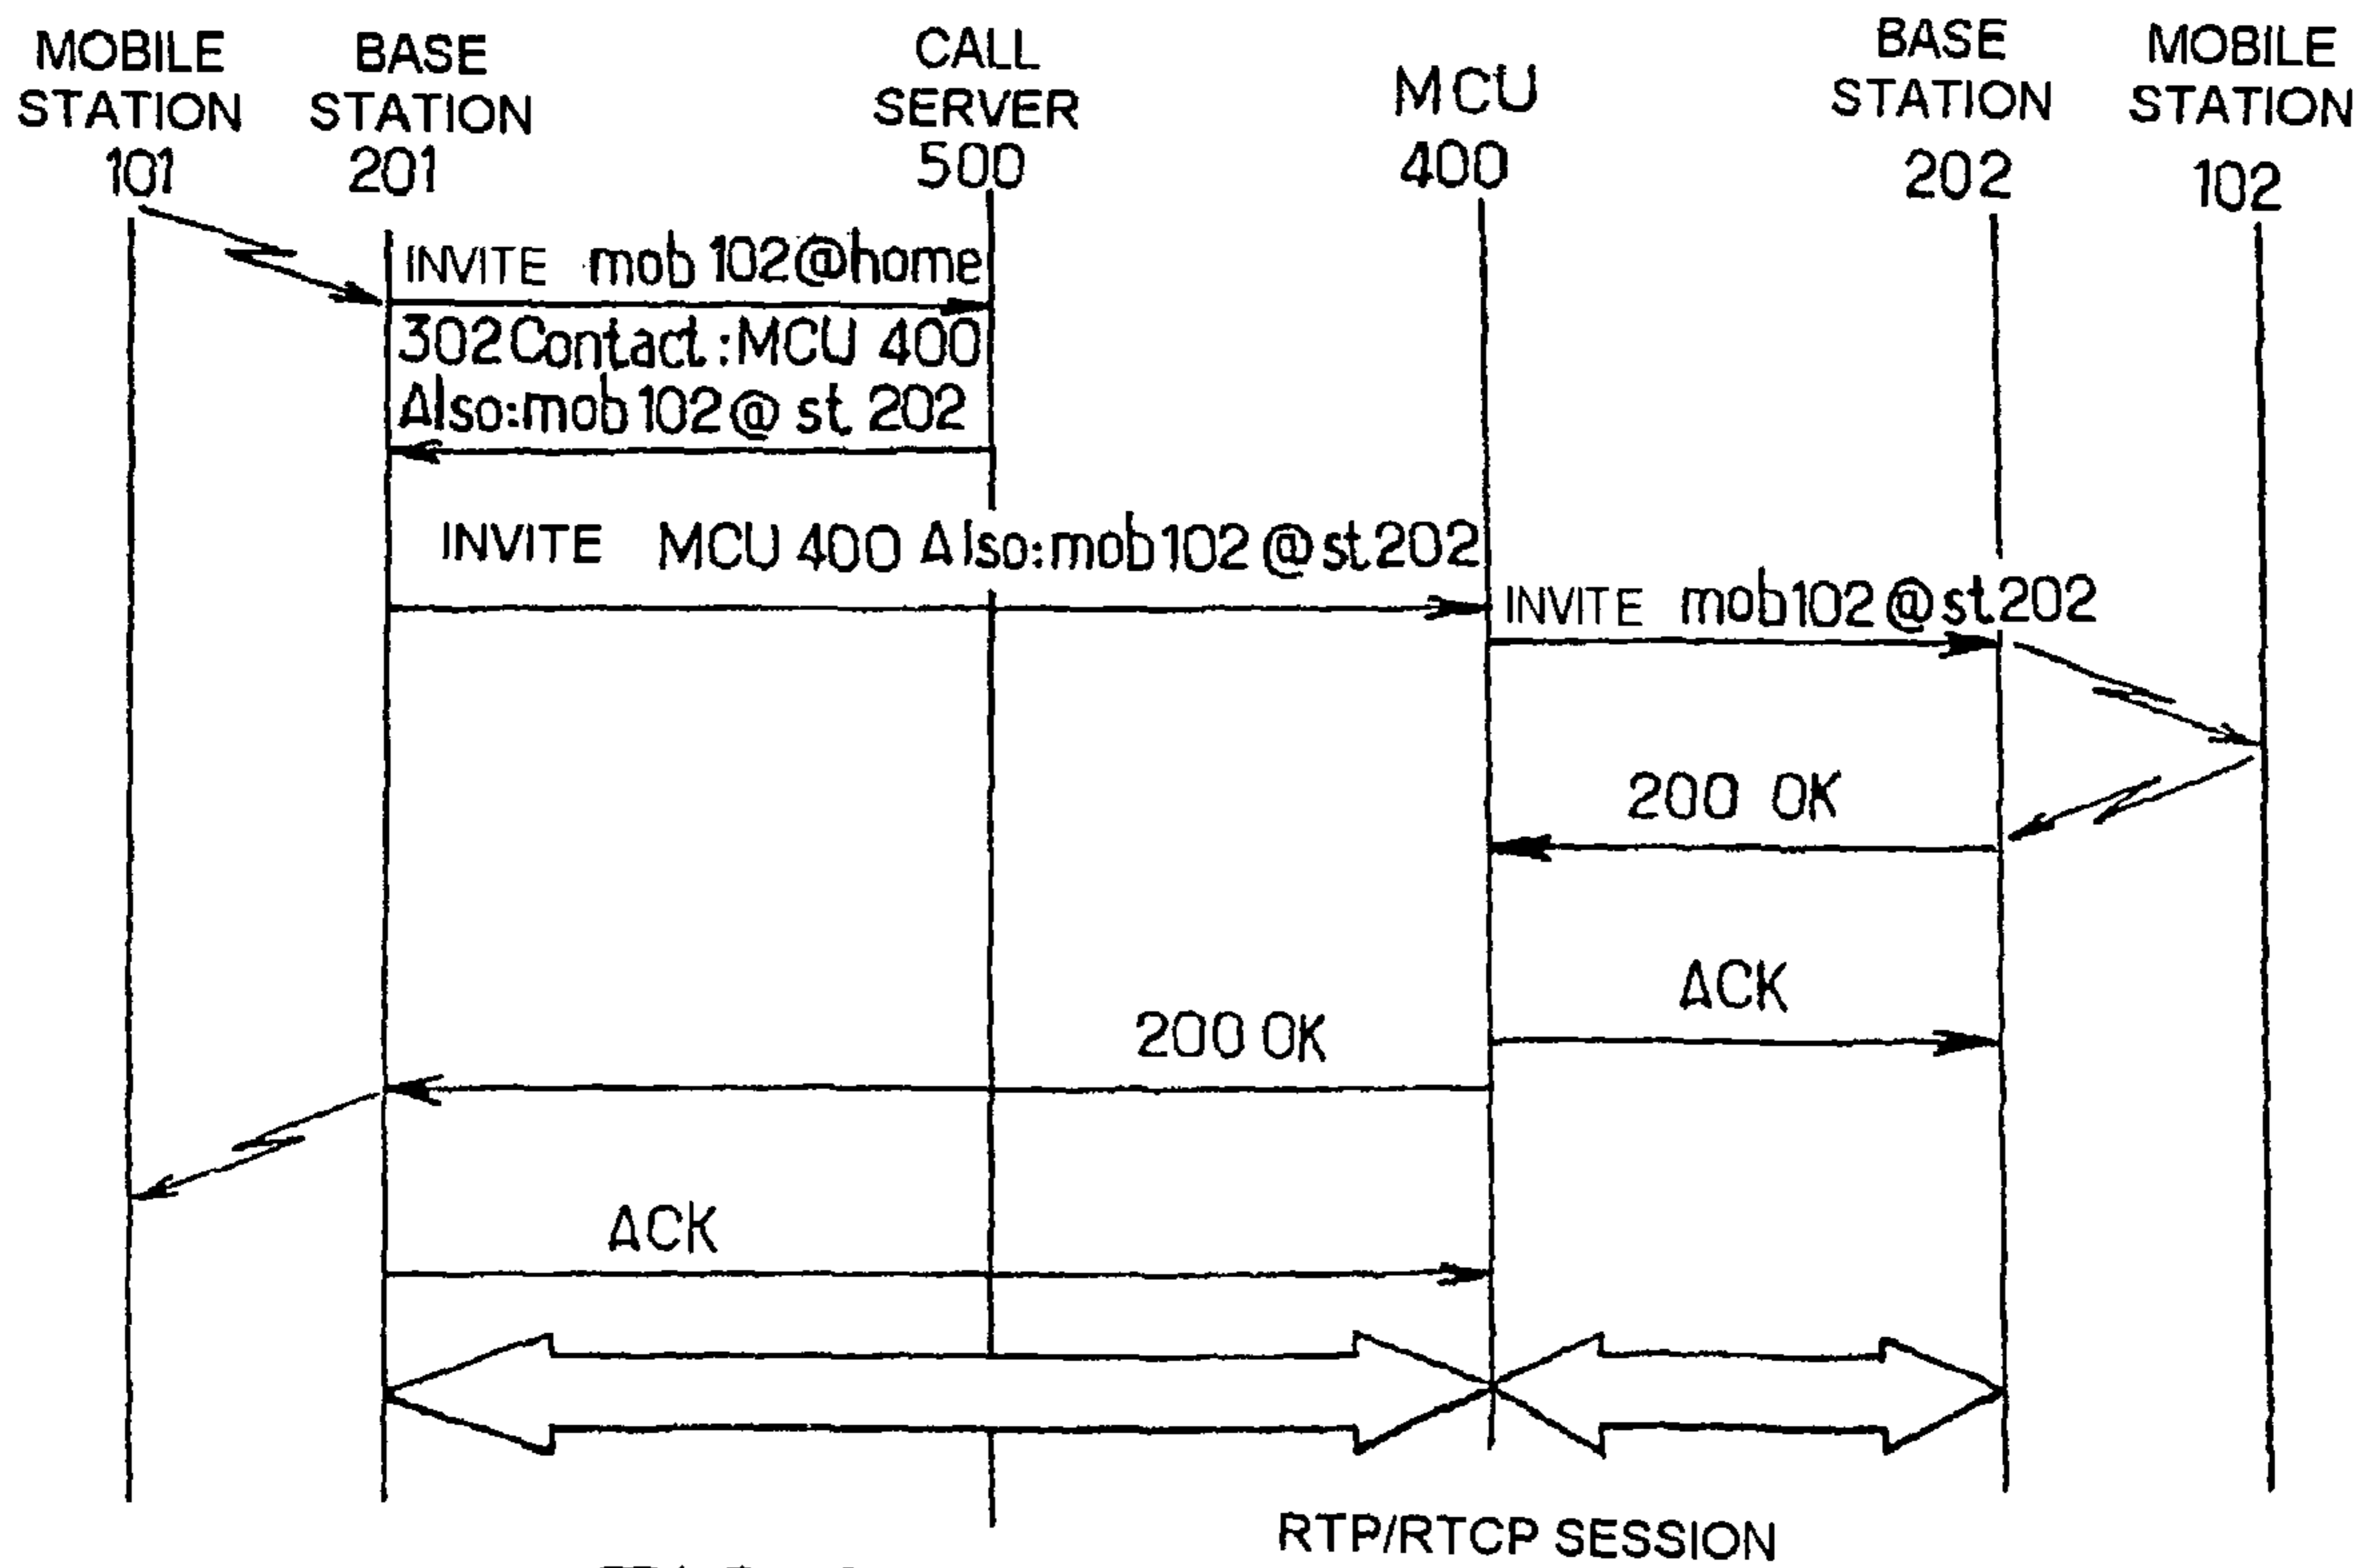 MOBILE STATION 101
BASE STATION 201
CALL SERVER 500
MCU 400
BASE STATION 202
MOBILE STATION 102
INVITE mob 102@home
302 Contact : MCU 400
Also:mob 102@ st. 202
INVITE MCU 400 Also:mob102@st.202
INVITE mob102@st.202
200 OK
ACK
200 OK
ACK
RTP/RTCP SESSION